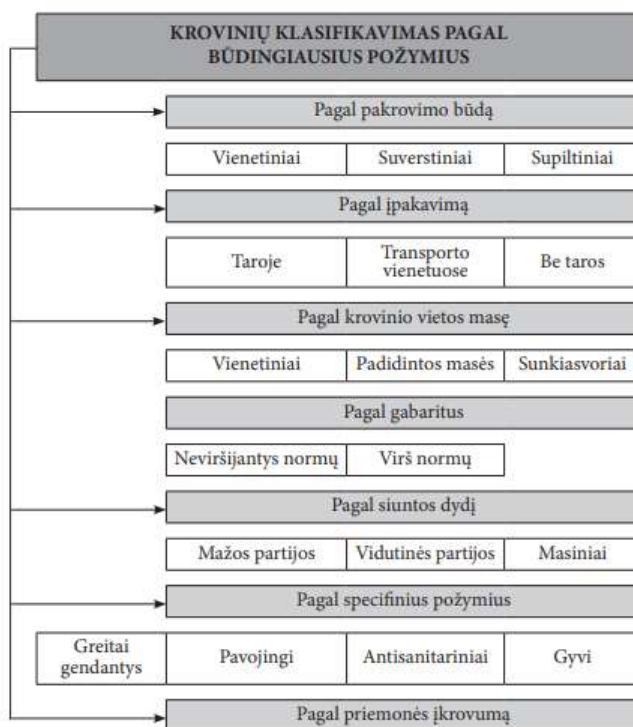 KROVINIŲ KLASIFIKAVIMAS PAGAL
BŪDINGIAUSIUS POŽYMIUS
Pagal pakrovimo būdą
Vienetiniai
Suverstiniai
Supiltiniai
Pagal įpakavimą
Taroje
Transporto
vienetuose
Be taros
Pagal krovinio vietos masę
Vienetiniai
Padidintos masės
Sunkiasvoriai
Pagal gabaritus
Neviršijantys normų
Virš normų
Pagal siuntos dydį
Mažos partijos
Vidutinės partijos
Masiniai
Pagal specifinius požymius
Greitai
gendantys
Pavojingi
Antisanitariniai
Gyvi
Pagal priemonės įkrovumą